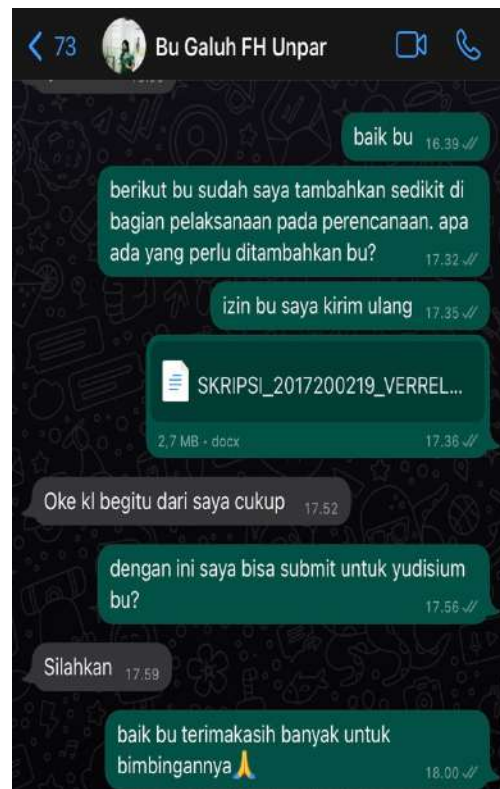 73
Bu Galuh FH Unpar
baik bu 16.39
berikut bu sudah saya tambahkan sedikit di
bagian pelaksanaan pada perencanaan. apa
ada yang perlu ditambahkan bu? 17.32
izin bu saya kirim ulang 17.35
SKRIPSI_2017200219_VERREL...
2,7 MB • docx 17.36
Oke kl begitu dari saya cukup 17.52
dengan ini saya bisa submit untuk yudisium
bu? 17.56
Silahkan 17.59
baik bu terimakasih banyak untuk
bimbingannya🙏 18.00